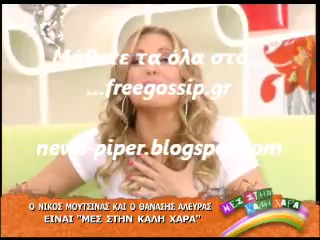 Μάθετε τα όλα στο...
...freegossip.gr
news-piper.blogspot.com
Ο ΝΙΚΟΣ ΜΟΥΤΣΙΝΑΣ ΚΑΙ Ο ΘΑΝΑΣΗΣ ΑΛΕΥΡΑΣ
ΕΙΝΑΙ "ΜΕΣ ΣΤΗΝ ΚΑΛΗ ΧΑΡΑ"
ΜΕΣ ΣΤΗΝ
ΚΑΛΗ ΧΑΡΑ